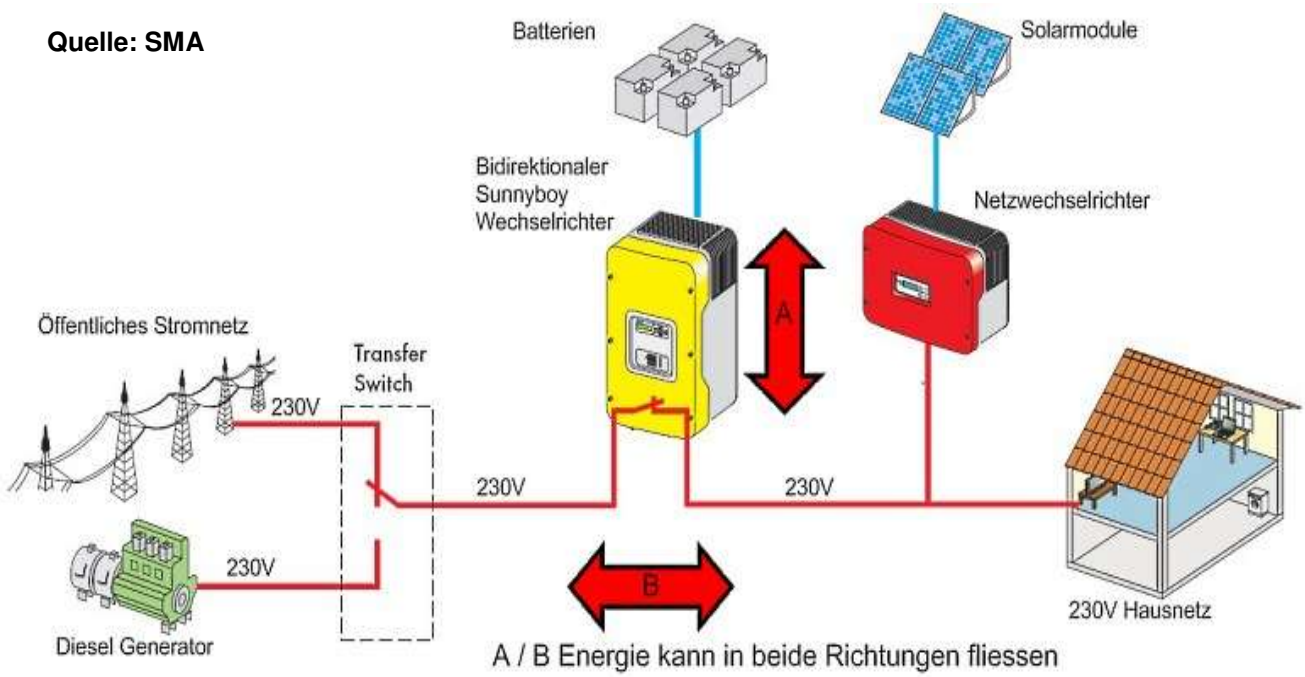 Quelle: SMA
Batterien
Solarmodule
Bidirektionaler
Sunnyboy
Wechselrichter
Netzwechselrichter
A
Öffentliches Stromnetz
Transfer
Switch
230V
230V
230V
230V
B
Diesel Generator
230V Hausnetz
A / B Energie kann in beide Richtungen fliessen